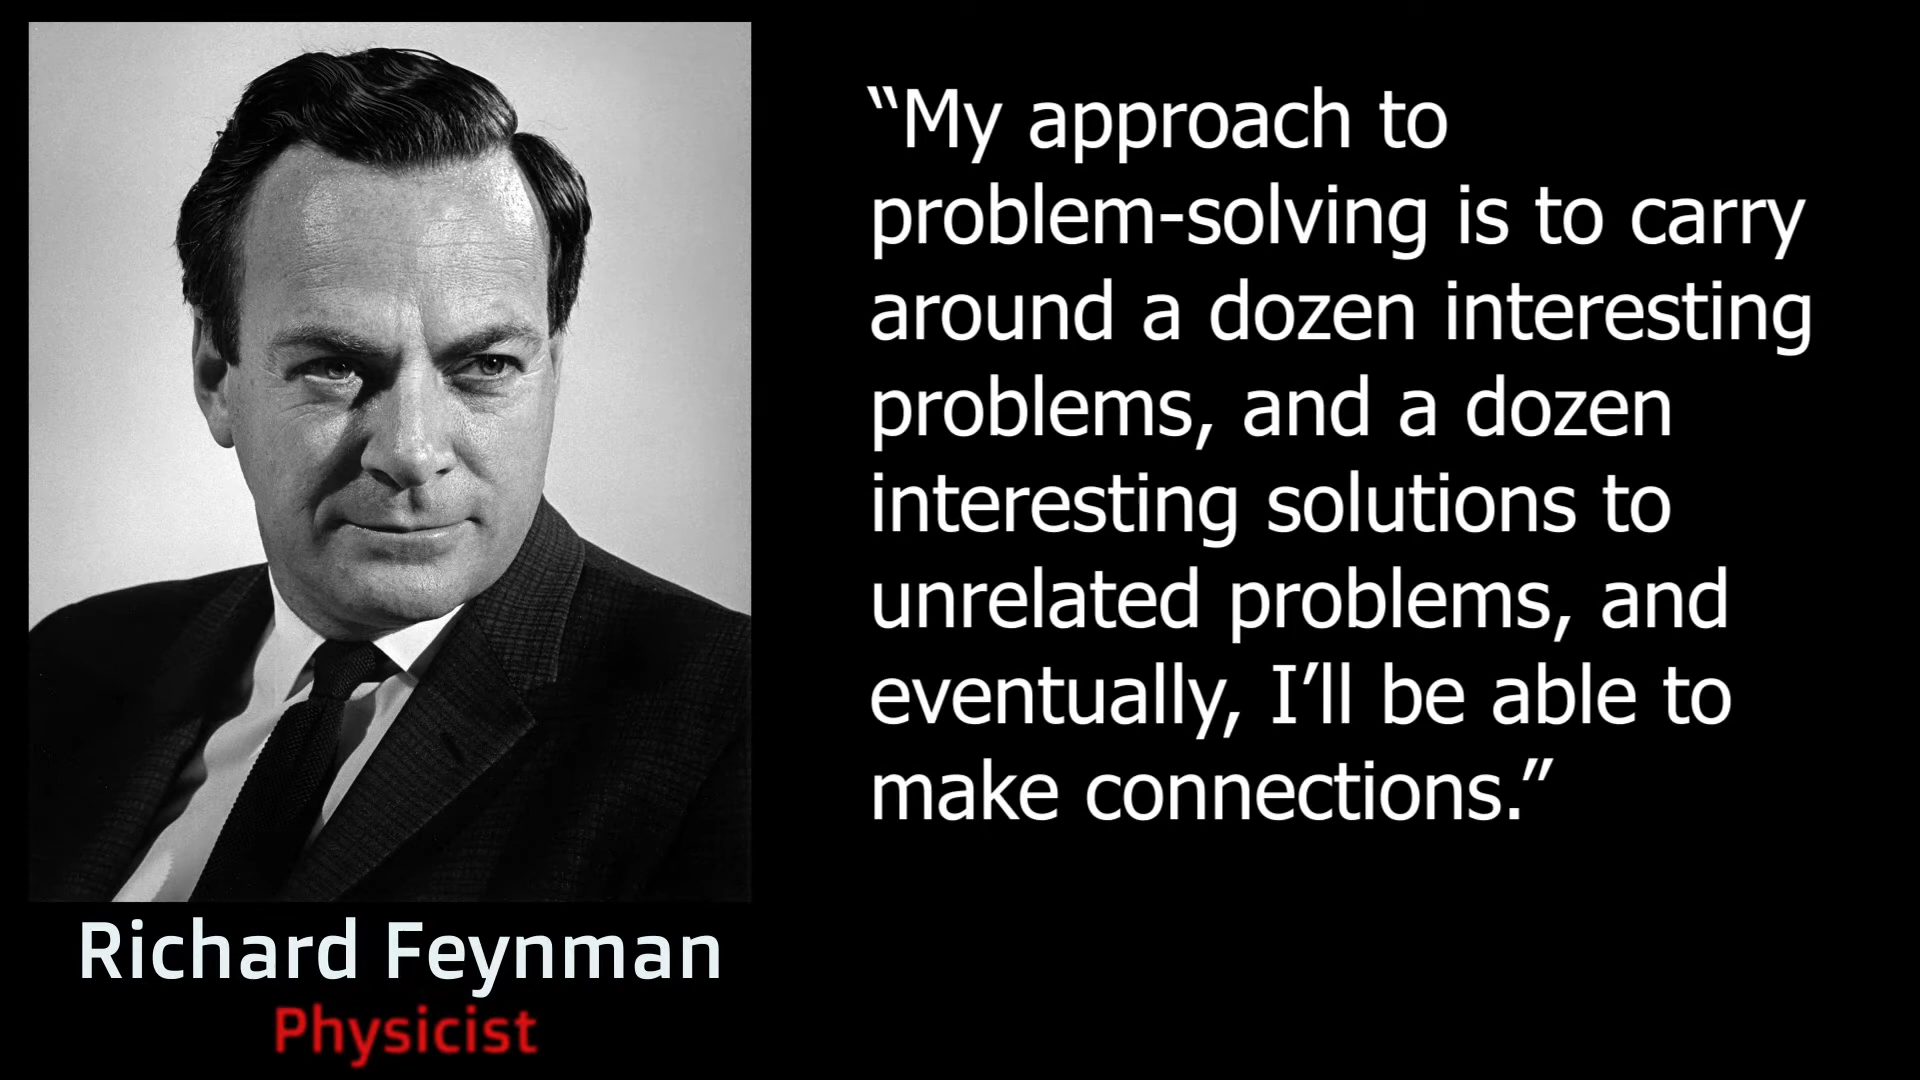 “My approach to
problem-solving is to carry
around a dozen interesting
problems, and a dozen
interesting solutions to
unrelated problems, and
eventually, I’ll be able to
make connections.”
Richard Feynman
Physicist